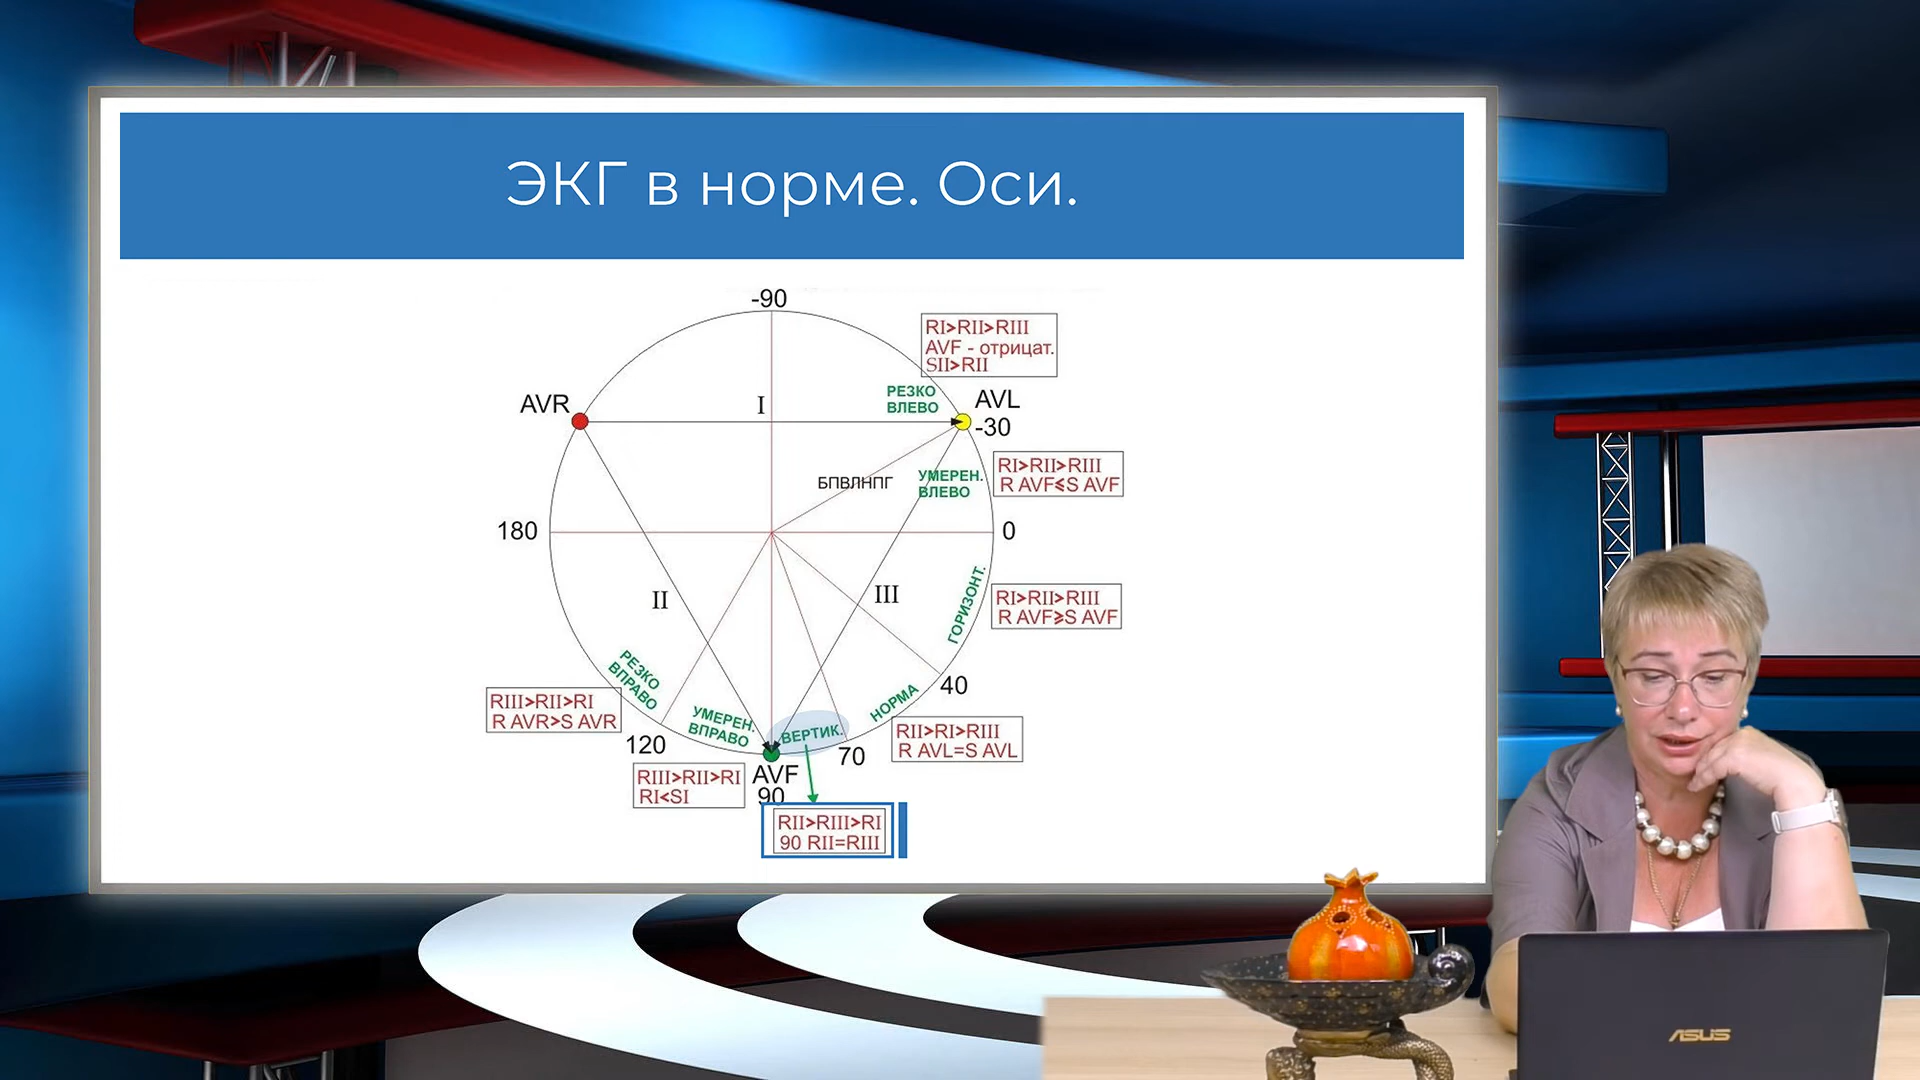 ЭКГ в норме. Оси.
-90
RI>RII>RIII
AVF - отрицат.
SII>RII
РЕЗКО
ВЛЕВО
AVR
I
AVL
-30
RI>RII>RIII
R AVF⩽S AVF
БПВЛНПГ
УМЕРЕН.
ВЛЕВО
180
0
ГОРИЗОНТ.
II
III
RI>RII>RIII
R AVF⩾S AVF
РЕЗКО
ВПРАВО
RIII>RII>RI
R AVR>S AVR
40
НОРМА
УМЕРЕН.
ВПРАВО
ВЕРТИК.
RII>RI>RIII
R AVL=S AVL
120
70
RIII>RII>RI
RI<SI
AVF
90
RII>RIII>RI
90 RII=RIII
ASUS